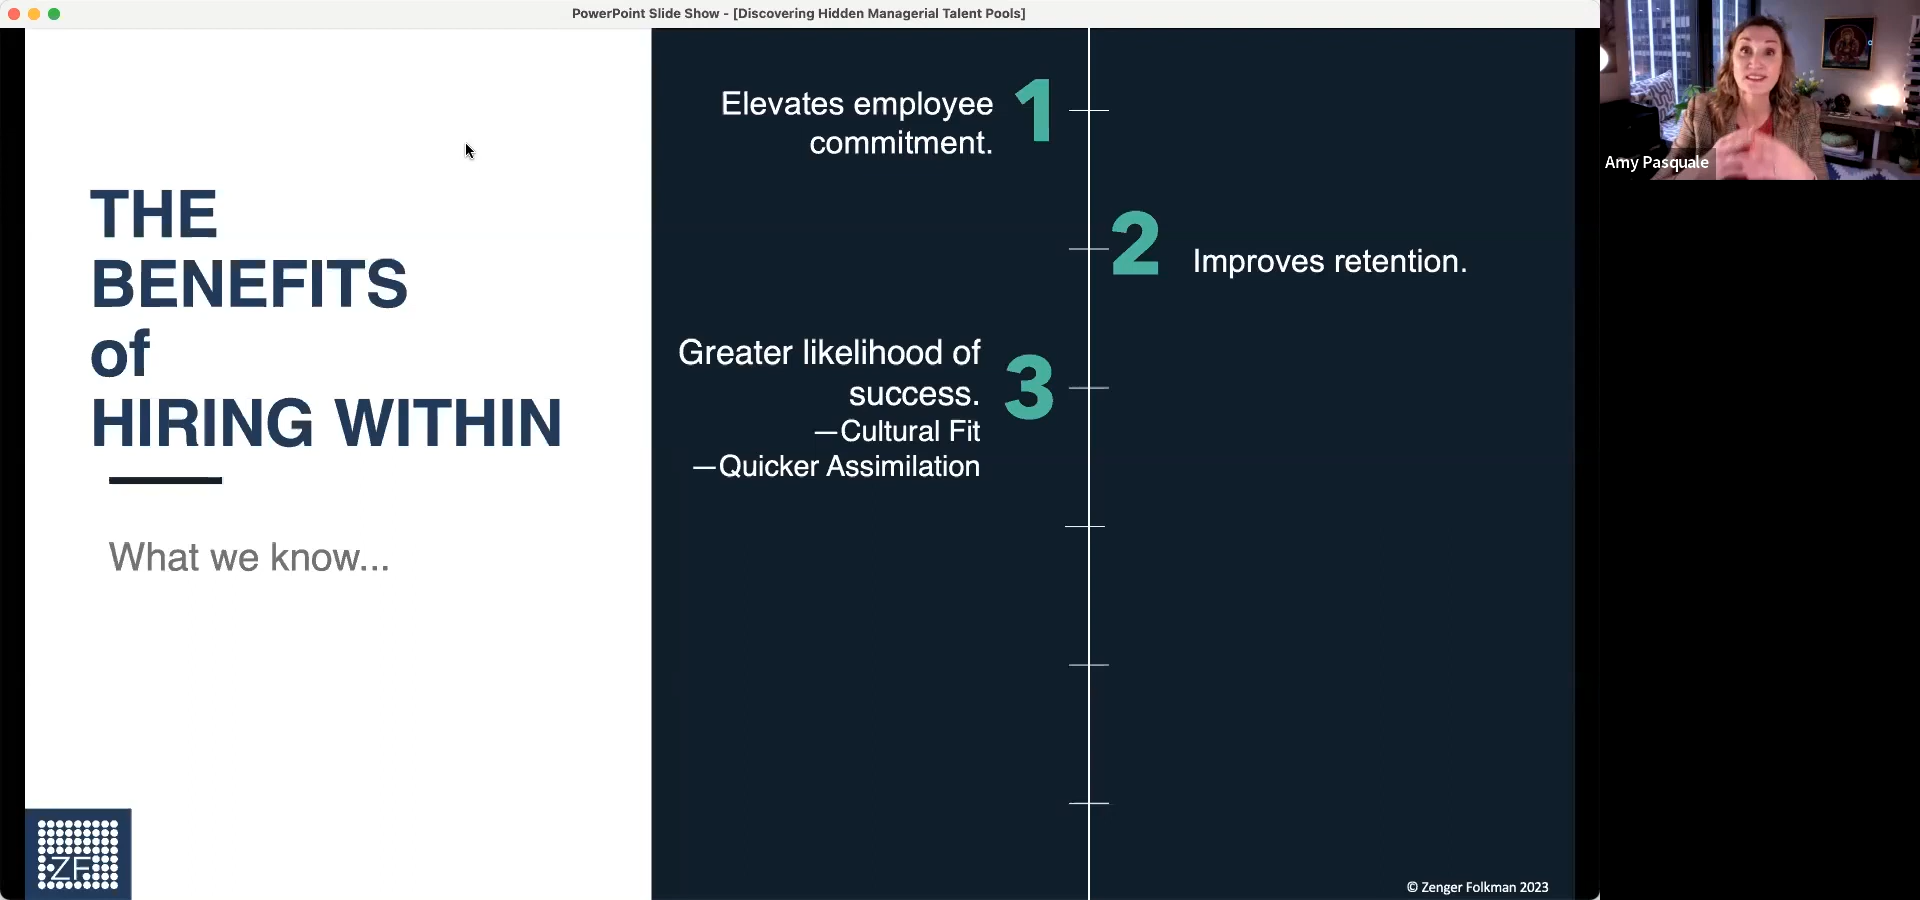 PowerPoint Slide Show - [Discovering Hidden Managerial Talent Pools]
THE
BENEFITS
of
HIRING WITHIN
What we know...
Elevates employee
commitment.
1
2
Improves retention.
Greater likelihood of
success.
—Cultural Fit
—Quicker Assimilation
3
ZF
© Zenger Folkman 2023
Amy Pasquale